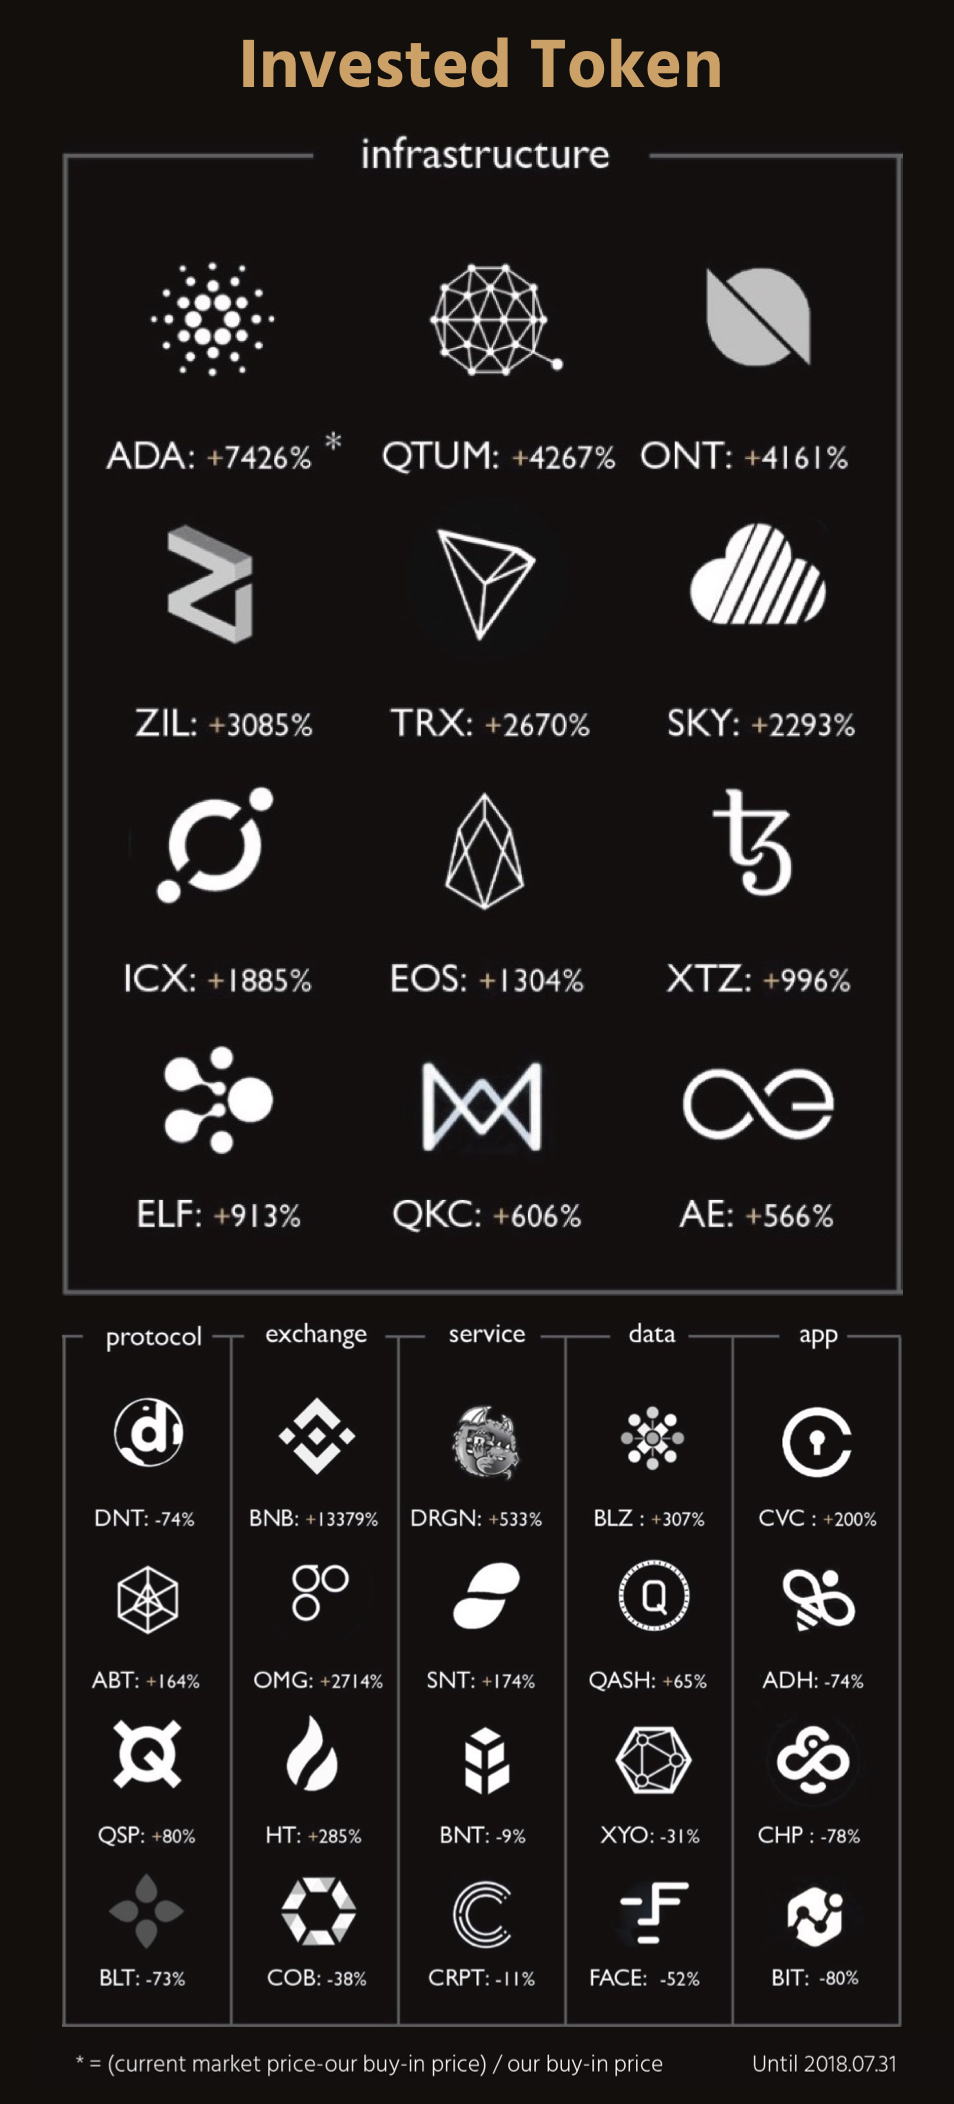 Invested Token
infrastructure
ADA: +7426% *
QTUM: +4267%
ONT: +4161%
ZIL: +3085%
TRX: +2670%
SKY: +2293%
ICX: +1885%
EOS: +1304%
XTZ: +996%
ELF: +913%
QKC: +606%
AE: +566%
protocol
exchange
service
data
app
DNT: -74%
BNB: +13379%
DRGN: +533%
BLZ : +307%
CVC : +200%
ABT: +164%
OMG: +2714%
SNT: +174%
QASH: +65%
ADH: -74%
QSP: +80%
HT: +285%
BNT: -9%
XYO: -31%
CHP : -78%
BLT: -73%
COB: -38%
CRPT: -11%
FACE: -52%
BIT: -80%
* = (current market price-our buy-in price) / our buy-in price
Until 2018.07.31